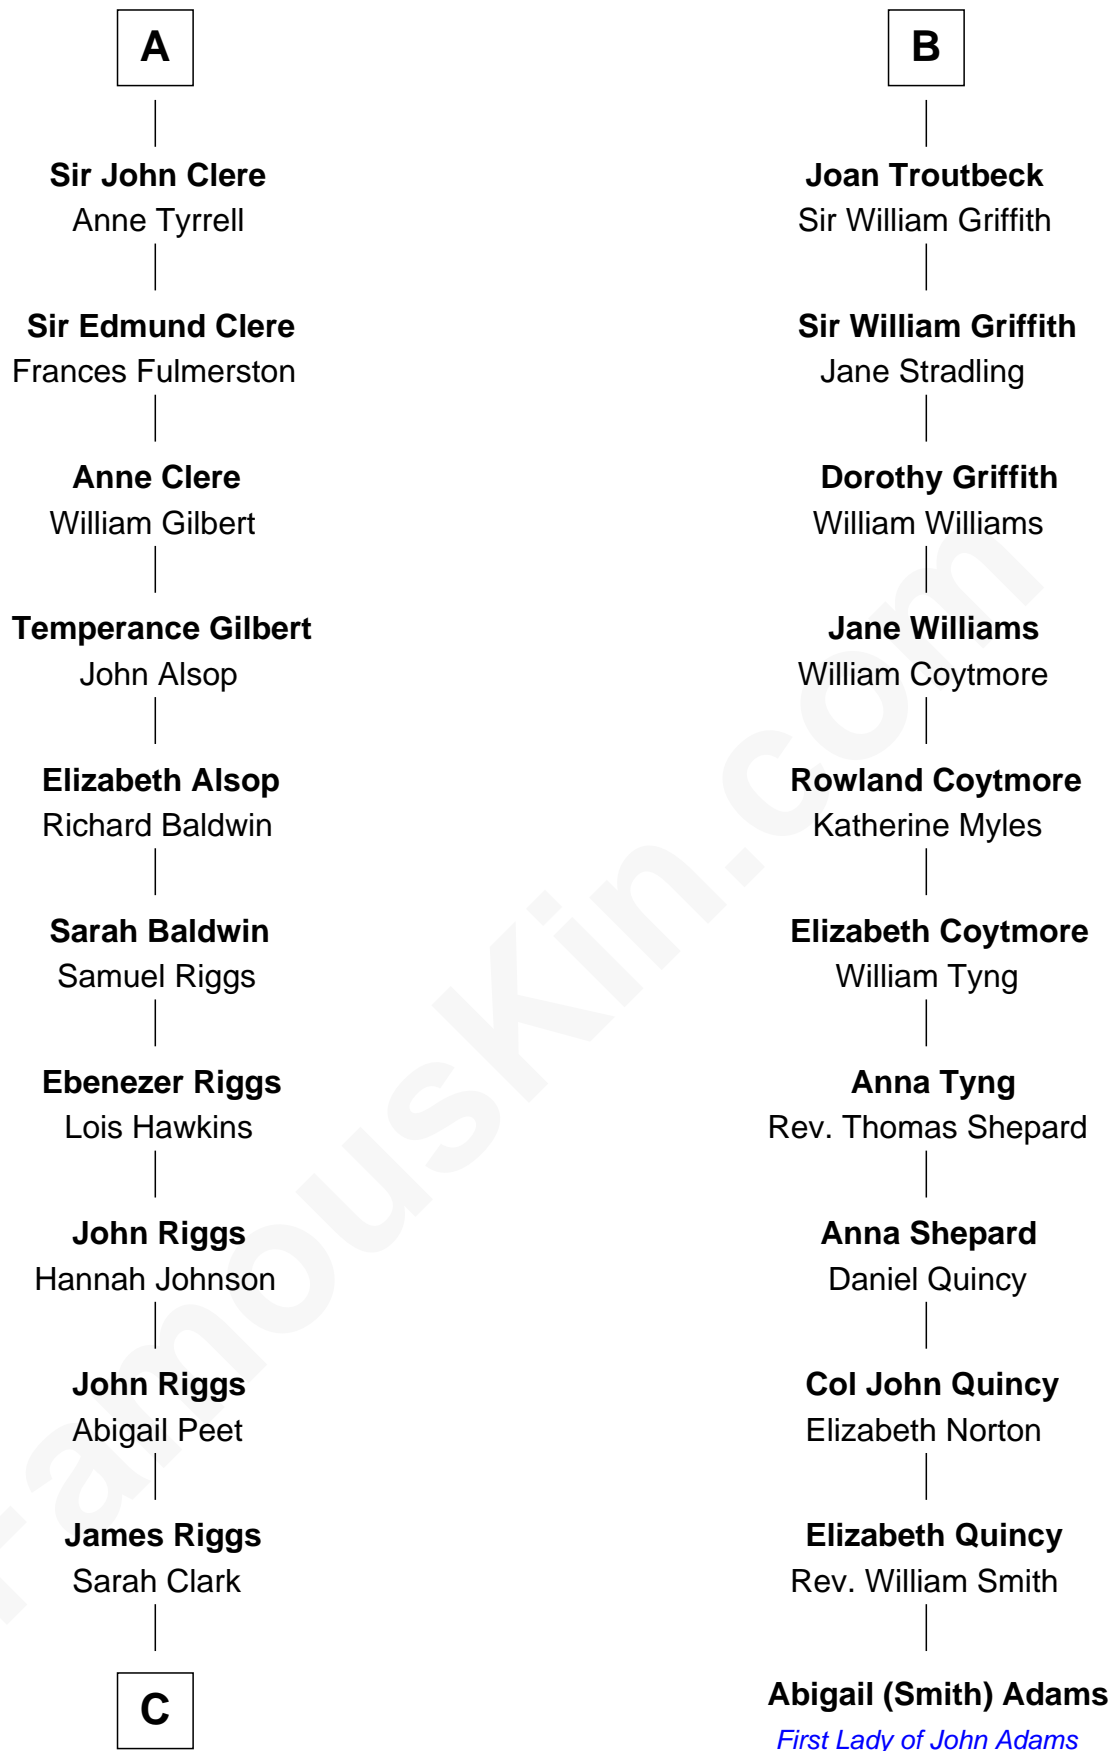 A
Sir John Clere
Anne Tyrrell
Sir Edmund Clere
Frances Fulmerston
Anne Clere
William Gilbert
Temperance Gilbert
John Alsop
Elizabeth Alsop
Richard Baldwin
Sarah Baldwin
Samuel Riggs
Ebenezer Riggs
Lois Hawkins
John Riggs
Hannah Johnson
John Riggs
Abigail Peet
James Riggs
Sarah Clark
C
B
Joan Troutbeck
Sir William Griffith
Sir William Griffith
Jane Stradling
Dorothy Griffith
William Williams
Jane Williams
William Coytmore
Rowland Coytmore
Katherine Myles
Elizabeth Coytmore
William Tyng
Anna Tyng
Rev. Thomas Shepard
Anna Shepard
Daniel Quincy
Col John Quincy
Elizabeth Norton
Elizabeth Quincy
Rev. William Smith
Abigail (Smith) Adams
First Lady of John Adams
FamousKin.com